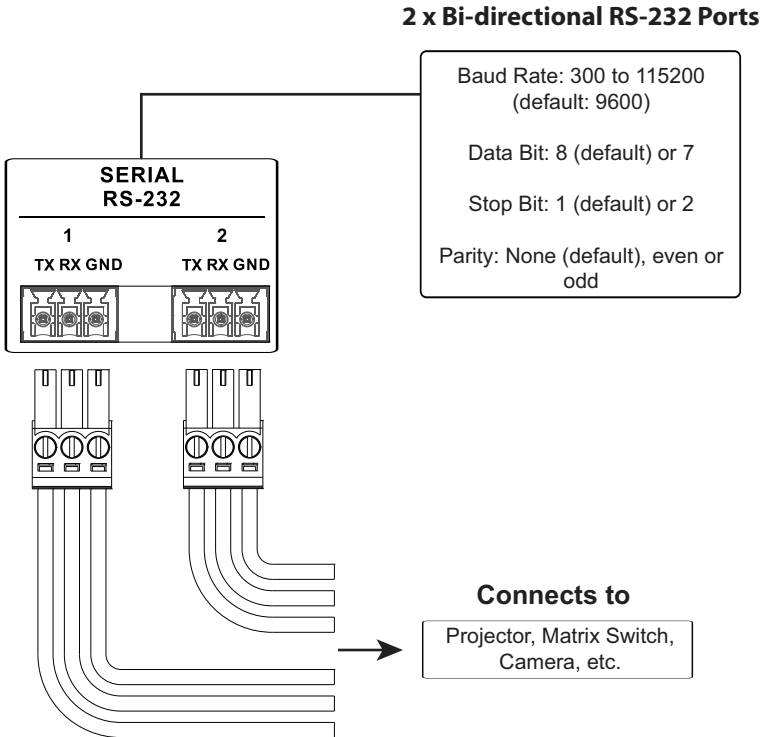 2 x Bi-directional RS-232 Ports
Baud Rate: 300 to 115200
(default: 9600)
Data Bit: 8 (default) or 7
Stop Bit: 1 (default) or 2
Parity: None (default), even or
odd
SERIAL
RS-232
1 2
TX RX GND TX RX GND
Connects to
Projector, Matrix Switch,
Camera, etc.